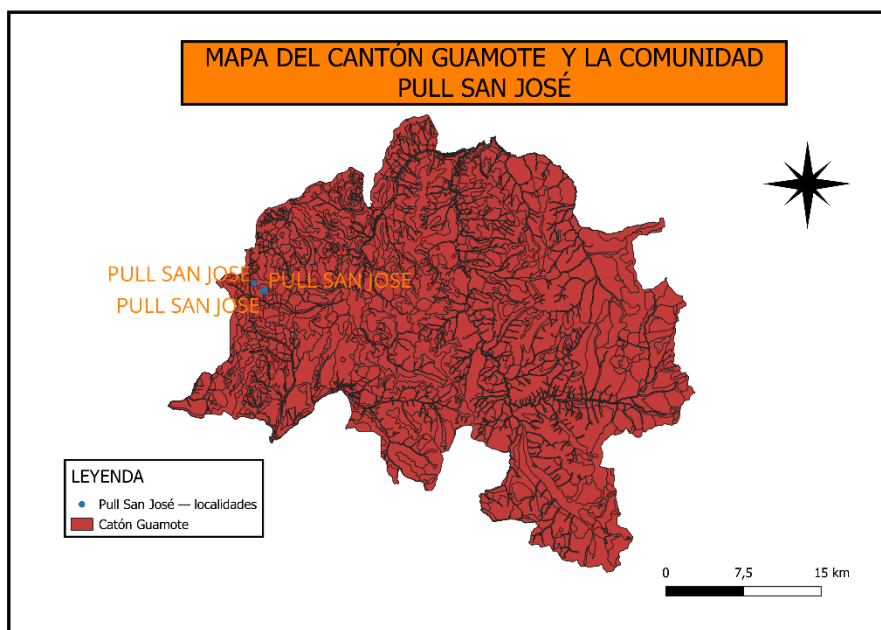 MAPA DEL CANTÓN GUAMOTE Y LA COMUNIDAD
PULL SAN JOSÉ
PULL SAN JOSE
PULL SAN JOSE
PULL SAN JOSE
LEYENDA
Pull San José — localidades
Catón Guamote
0 7,5 15 km